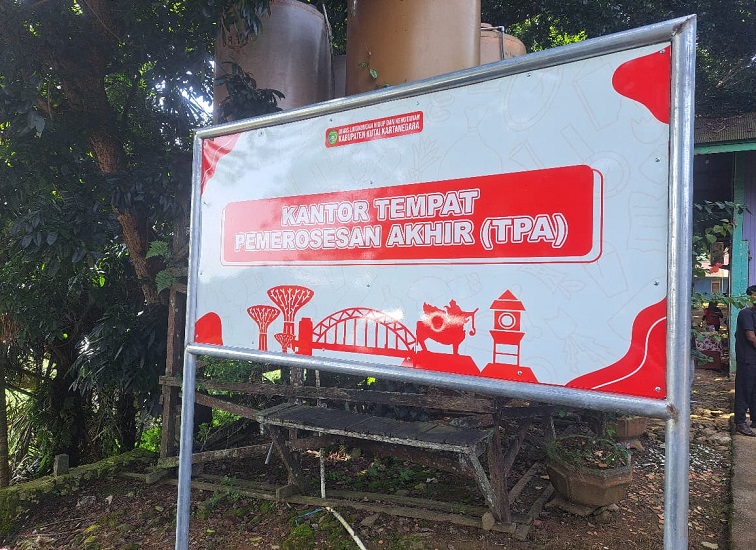 DINAS LINGKUNGAN HIDUP DAN KEHUTANAN
KABUPATEN KUTAI KARTANEGARA
KANTOR TEMPAT
PEMEROSESAN AKHIR (TPA)